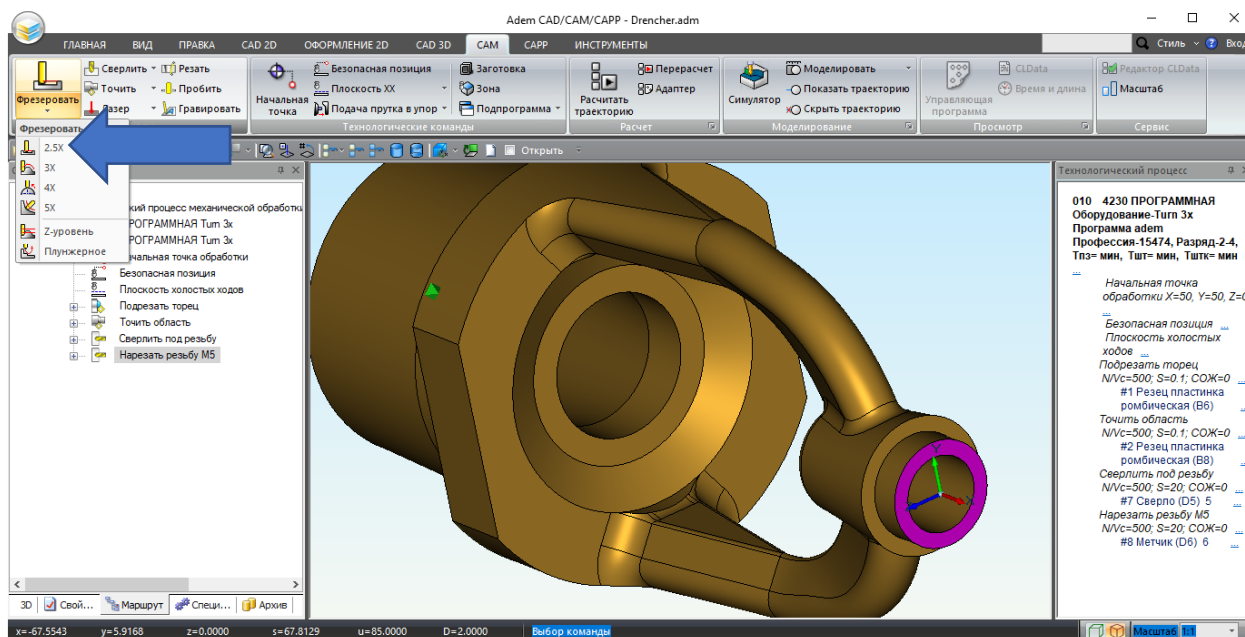 Adem CAD/CAM/CAPP - Drencher.adm
ГЛАВНАЯ ВИД ПРАВКА CAD 2D ОФОРМЛЕНИЕ 2D CAD 3D CAM CAPP ИНСТРУМЕНТЫ Стиль Вход
Фрезеровать
Сверлить Резать
Точить Пробить
Лазер Гравировать
Начальная точка
Безопасная позиция
Плоскость ХХ
Подача прутка в упор
Заготовка
Зона
Подпрограмма
Технологические команды
Расчитать траекторию
Перерасчет
Адаптер
Расчет
Симулятор
Моделировать
Показать траекторию
Скрыть траекторию
Моделирование
Управляющая программа
CLData
Время и длина
Просмотр
Редактор CLData
Масштаб
Сервис
Фрезеровать
2.5X
3X
4X
5X
Z-уровень
Плунжерное
Открыть
кий процесс механической обработки
РОГРАММНАЯ Turn 3x
РОГРАММНАЯ Turn 3x
чальная точка обработки
Безопасная позиция
Плоскость холостых ходов
Подрезать торец
Точить область
Сверлить под резьбу
Нарезать резьбу М5
3D Свой... Маршрут Специ... Архив
Y
X
Технологический процесс
010 4230 ПРОГРАММНАЯ
Оборудование-Turn 3x
Программа adem
Профессия-15474, Разряд-2-4,
Тпз= мин, Тшт= мин, Тштк= мин
...
Начальная точка
обработки X=50, Y=50, Z=0
...
Безопасная позиция ...
Плоскость холостых
ходов ...
Подрезать торец
N/Vc=500; S=0.1; СОЖ=0 ...
#1 Резец пластинка
ромбическая (B6) ...
Точить область
N/Vc=500; S=0.1; СОЖ=0 ...
#2 Резец пластинка
ромбическая (B8) ...
Сверлить под резьбу
N/Vc=500; S=20; СОЖ=0 ...
#7 Сверло (D5) 5 ...
Нарезать резьбу М5
N/Vc=500; S=20; СОЖ=0 ...
#8 Метчик (D6) 6 ...
x=-67.5543 y=5.9168 z=0.0000 s=67.8129 u=85.0000 D=2.0000 Выбор команды Масштаб 1:1